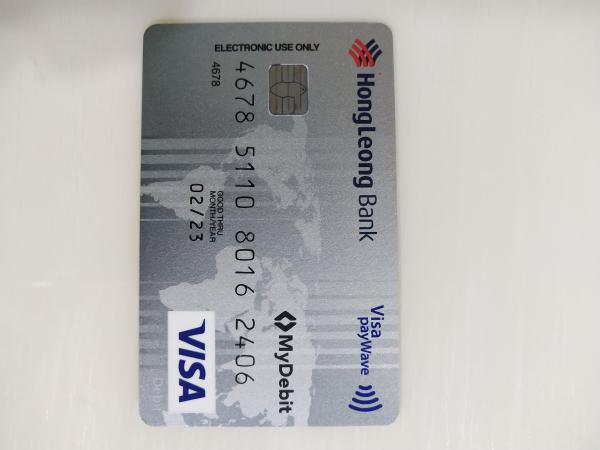 HongLeong Bank
Visa
payWave
ELECTRONIC USE ONLY
MyDebit
4678 5110 8016 2406
4678
GOOD THRU
MONTH/YEAR
02/23
VISA
Debit